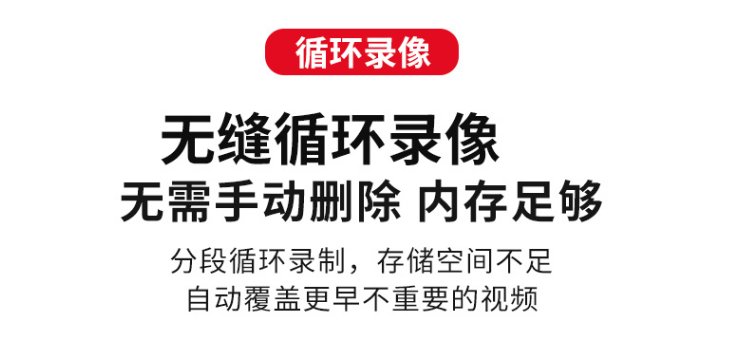 循环录像
无缝循环录像
无需手动删除 内存足够
分段循环录制，存储空间不足
自动覆盖更早不重要的视频